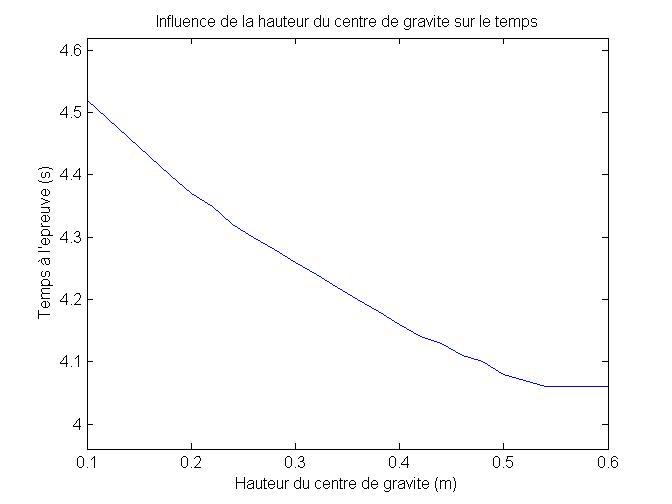 Influence de la hauteur du centre de gravite sur le temps
4.6
4.5
4.4
4.3
4.2
4.1
4
Temps à l'epreuve (s)
0.1 0.2 0.3 0.4 0.5 0.6
Hauteur du centre de gravite (m)